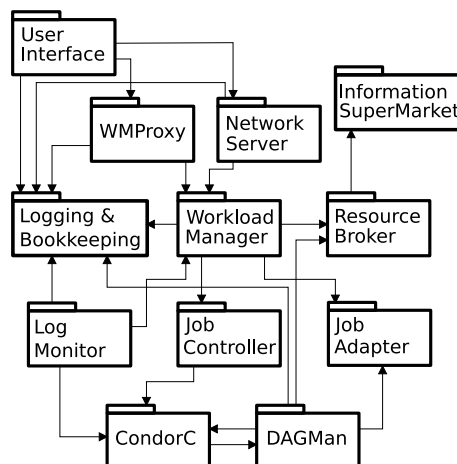 User
Interface
Information
SuperMarket
WMProxy
Network
Server
Logging &
Bookkeeping
Workload
Manager
Resource
Broker
Log
Monitor
Job
Controller
Job
Adapter
CondorC
DAGMan